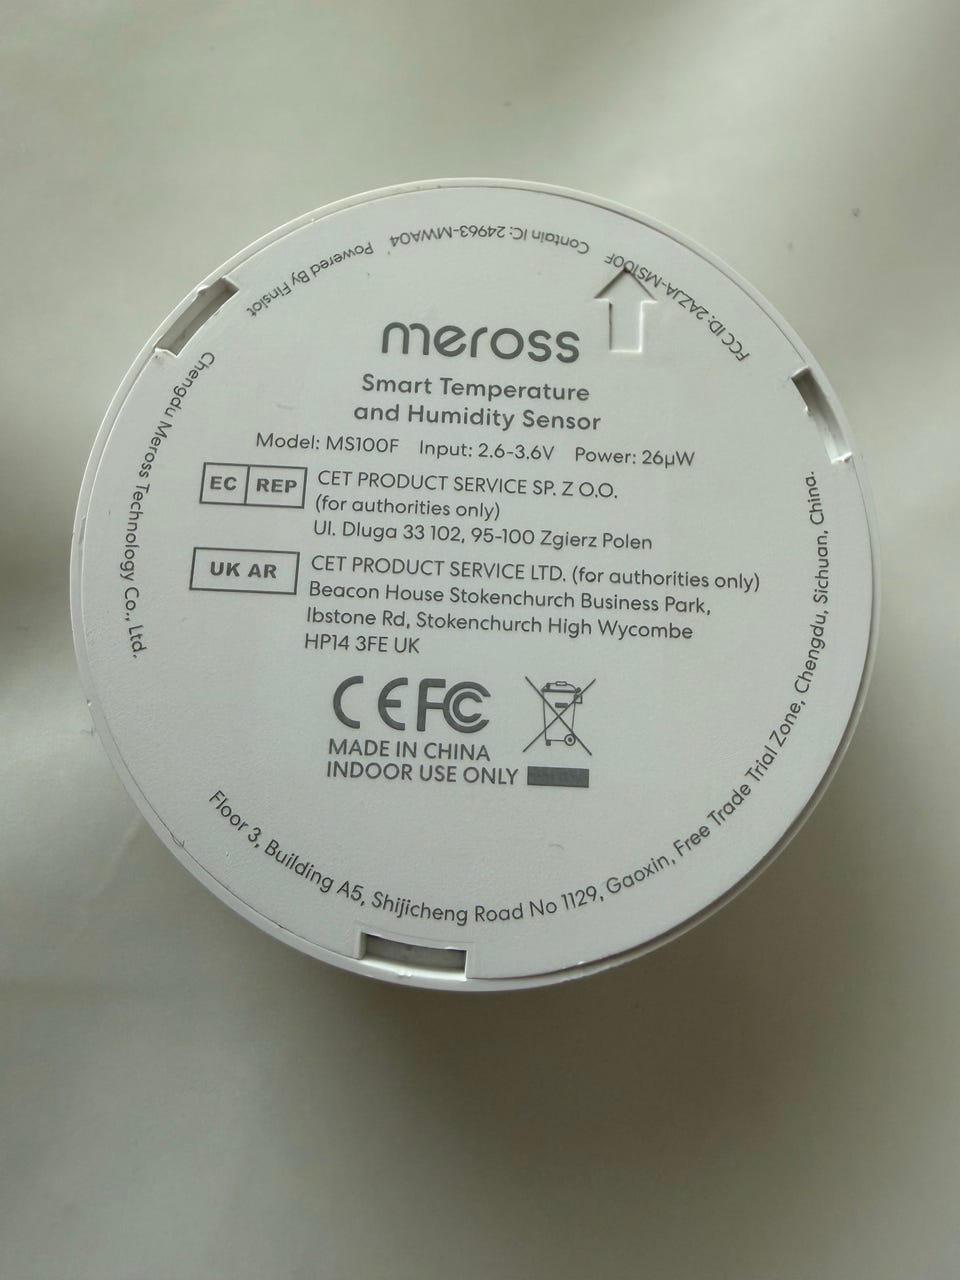 meross
Smart Temperature
and Humidity Sensor
Model: MS100F Input: 2.6-3.6V Power: 26µW
EC REP
CET PRODUCT SERVICE SP. Z O.O.
(for authorities only)
Ul. Dluga 33 102, 95-100 Zgierz Polen
UK AR
CET PRODUCT SERVICE LTD. (for authorities only)
Beacon House Stokenchurch Business Park,
Ibstone Rd, Stokenchurch High Wycombe
HP14 3FE UK
CE FC
MADE IN CHINA
INDOOR USE ONLY
Chengdu Meross Technology Co., Ltd.
Floor 3, Building A5, Shijicheng Road No 1129, Gaoxin, Free Trade Trial Zone, Chengdu, Sichuan, China.
FCC ID: 2AZJA-MS100F
Contain IC: 24963-MWA04
Powered By Finslot